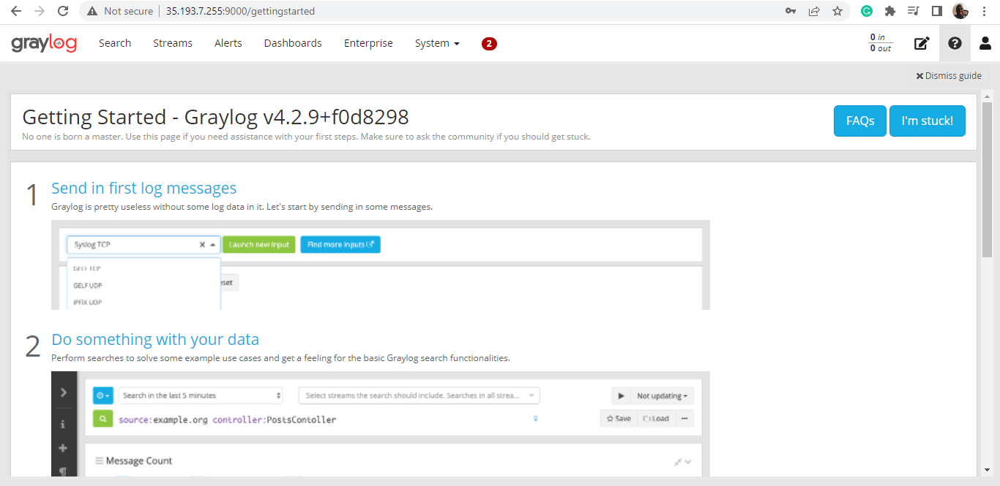 Not secure 35.193.7.255:9000/gettingstarted
graylog Search Streams Alerts Dashboards Enterprise System 2 0 in
0 out
Dismiss guide
Getting Started - Graylog v4.2.9+f0d8298
No one is born a master. Use this page if you need assistance with your first steps. Make sure to ask the community if you should get stuck.
FAQs I'm stuck!
1 Send in first log messages
Graylog is pretty useless without some log data in it. Let's start by sending in some messages.
Syslog TCP Launch new input Find more inputs
GELF TCP
GELF UDP
IPFIX UDP
2 Do something with your data
Perform searches to solve some example use cases and get a feeling for the basic Graylog search functionalities.
Search in the last 5 minutes Select streams the search should include. Searches in all strea... Not updating
source:example.org controller:PostsContoller Save Load
Message Count